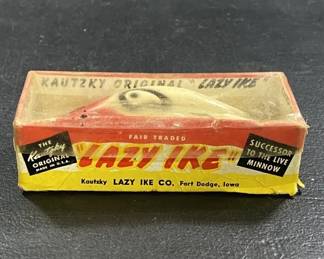 KAUTZKY ORIGINAL "LAZY IKE"
FAIR TRADED
THE
Kautzky
ORIGINAL
MADE IN U.S.A.
"LAZY IKE"
SUCCESSOR
TO THE LIVE
MINNOW
Kautzky LAZY IKE CO. Fort Dodge, Iowa